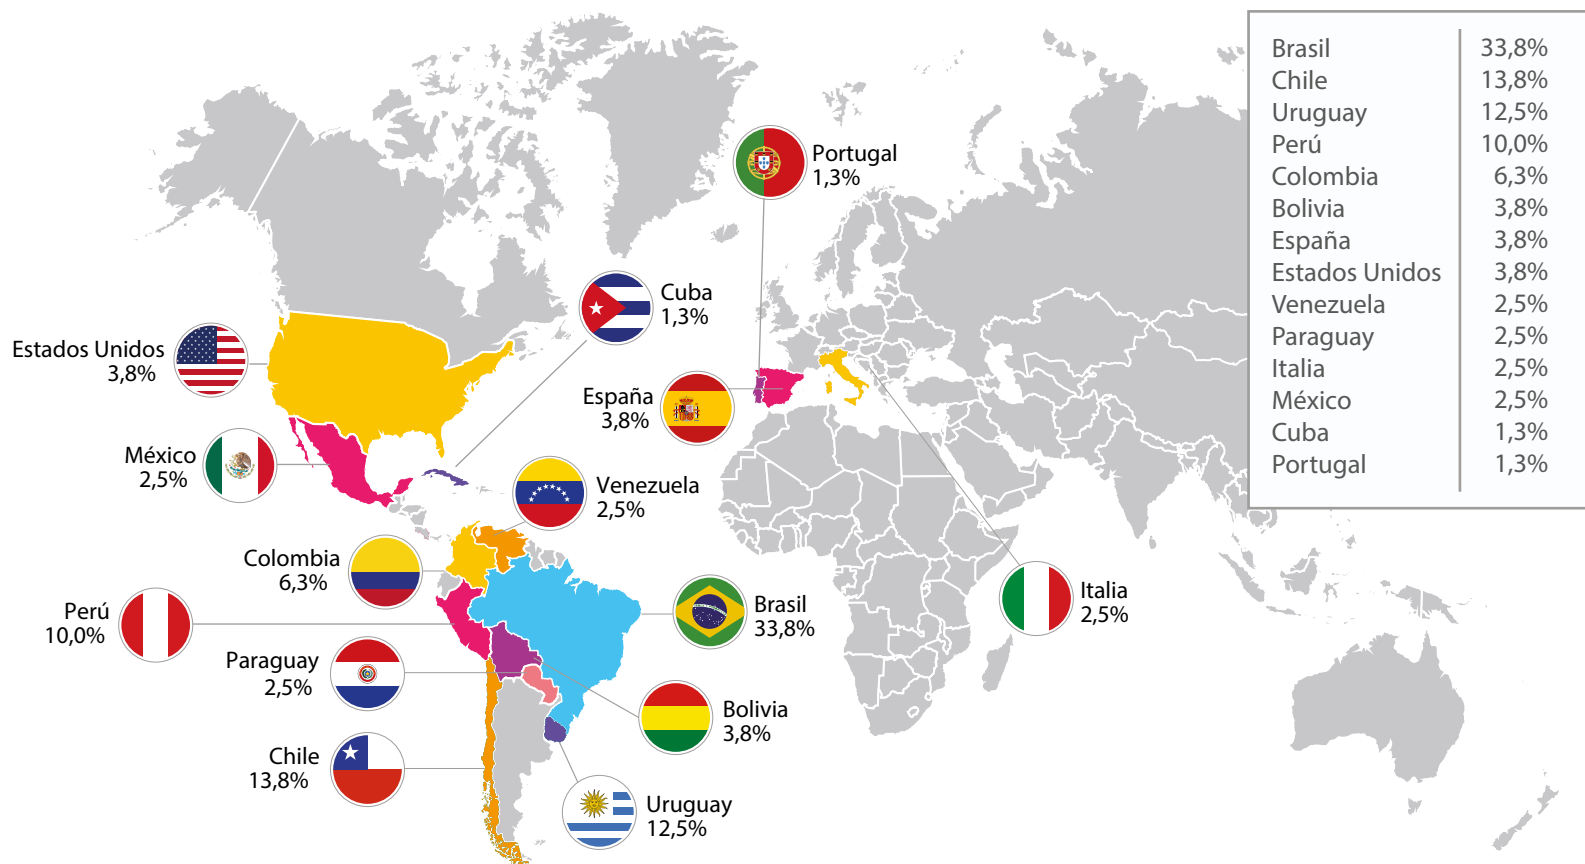 Portugal
1,3%
Cuba
1,3%
Estados Unidos
3,8%
España
3,8%
México
2,5%
Venezuela
2,5%
Colombia
6,3%
Perú
10,0%
Brasil
33,8%
Italia
2,5%
Paraguay
2,5%
Bolivia
3,8%
Chile
13,8%
Uruguay
12,5%
Brasil 33,8%
Chile 13,8%
Uruguay 12,5%
Perú 10,0%
Colombia 6,3%
Bolivia 3,8%
España 3,8%
Estados Unidos 3,8%
Venezuela 2,5%
Paraguay 2,5%
Italia 2,5%
México 2,5%
Cuba 1,3%
Portugal 1,3%